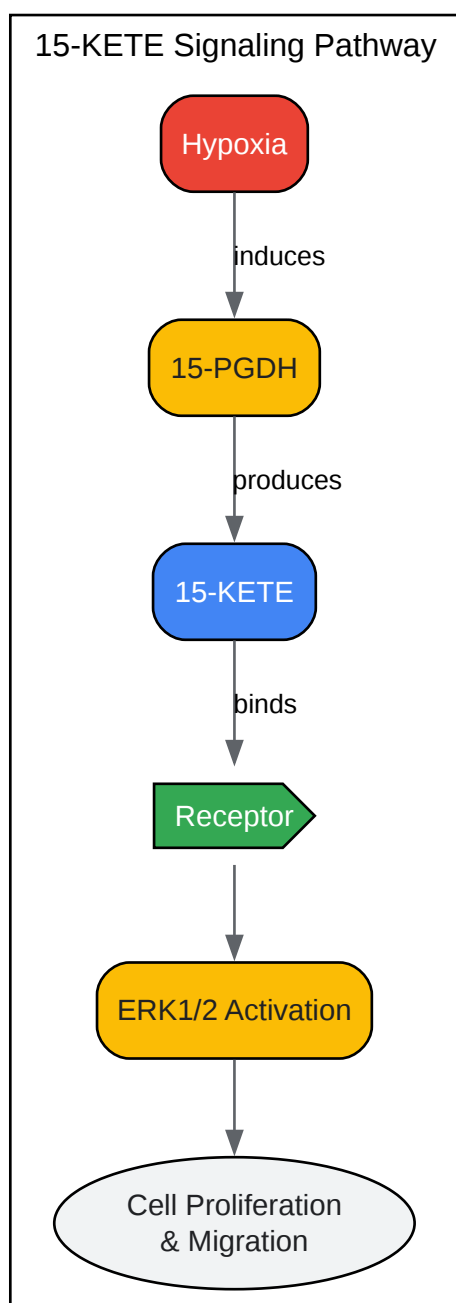 15-KETE Signaling Pathway
Hypoxia
induces
15-PGDH
produces
15-KETE
binds
Receptor
ERK1/2 Activation
Cell Proliferation
& Migration